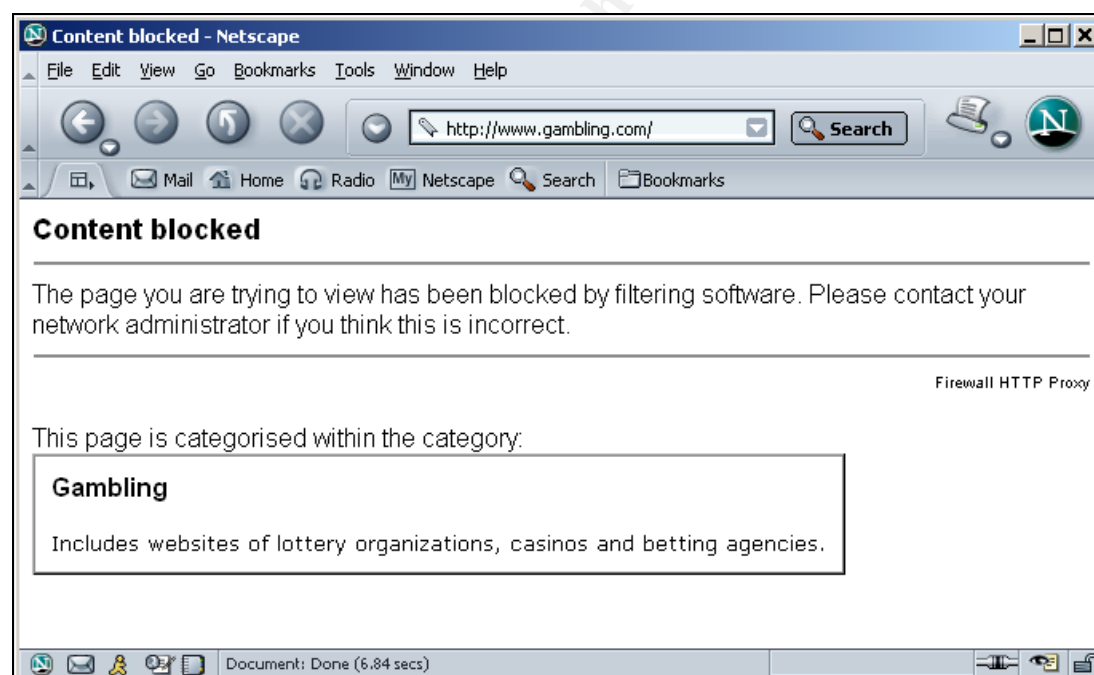 Content blocked - Netscape
File Edit View Go Bookmarks Tools Window Help
http://www.gambling.com/ Search
Mail Home Radio My Netscape Search Bookmarks
Content blocked
The page you are trying to view has been blocked by filtering software. Please contact your
network administrator if you think this is incorrect.
Firewall HTTP Proxy
This page is categorised within the category:
Gambling
Includes websites of lottery organizations, casinos and betting agencies.
Document: Done (6.84 secs)